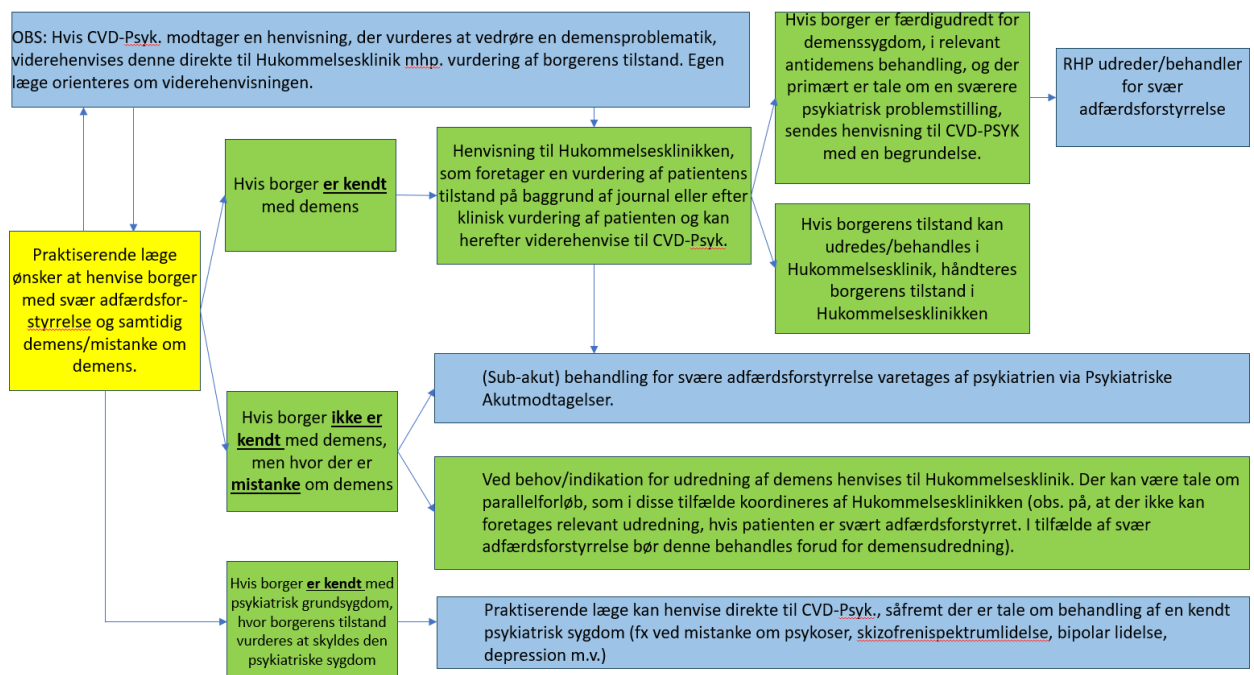 OBS: Hvis CVD-Psyk. modtager en henvisning, der vurderes at vedrøre en demensproblematik,
viderehenvises denne direkte til Hukommelsesklinik mhp. vurdering af borgerens tilstand. Egen
læge orienteres om viderehenvisningen.
Hvis borger er færdigudredt for
demenssygdom, i relevant
antidemens behandling, og der
primært er tale om en sværere
psykiatrisk problemstilling,
sendes henvisning til CVD-PSYK
med en begrundelse.
RHP udreder/behandler
for svær
adfærdsforstyrrelse
Hvis borger er kendt
med demens
Henvisning til Hukommelsesklinikken,
som foretager en vurdering af patientens
tilstand på baggrund af journal eller efter
klinisk vurdering af patienten og kan
herefter viderehenvise til CVD-Psyk.
Hvis borgerens tilstand kan
udredes/behandles i
Hukommelsesklinik, håndteres
borgerens tilstand i
Hukommelsesklinikken
Praktiserende læge
ønsker at henvise borger
med svær adfærdsfor-
styrrelse og samtidig
demens/mistanke om
demens.
Hvis borger ikke er
kendt med demens,
men hvor der er
mistanke om demens
(Sub-akut) behandling for svære adfærdsforstyrrelse varetages af psykiatrien via Psykiatriske
Akutmodtagelser.
Ved behov/indikation for udredning af demens henvises til Hukommelsesklinik. Der kan være tale om
parallelforløb, som i disse tilfælde koordineres af Hukommelsesklinikken (obs. på, at der ikke kan
foretages relevant udredning, hvis patienten er svært adfærdsforstyrret. I tilfælde af svær
adfærdsforstyrrelse bør denne behandles forud for demensudredning).
Hvis borger er kendt med
psykiatrisk grundsygdom,
hvor borgerens tilstand
vurderes at skyldes den
psykiatriske sygdom
Praktiserende læge kan henvise direkte til CVD-Psyk., såfremt der er tale om behandling af en kendt
psykiatrisk sygdom (fx ved mistanke om psykoser, skizofrenispektrumlidelse, bipolar lidelse,
depression m.v.)